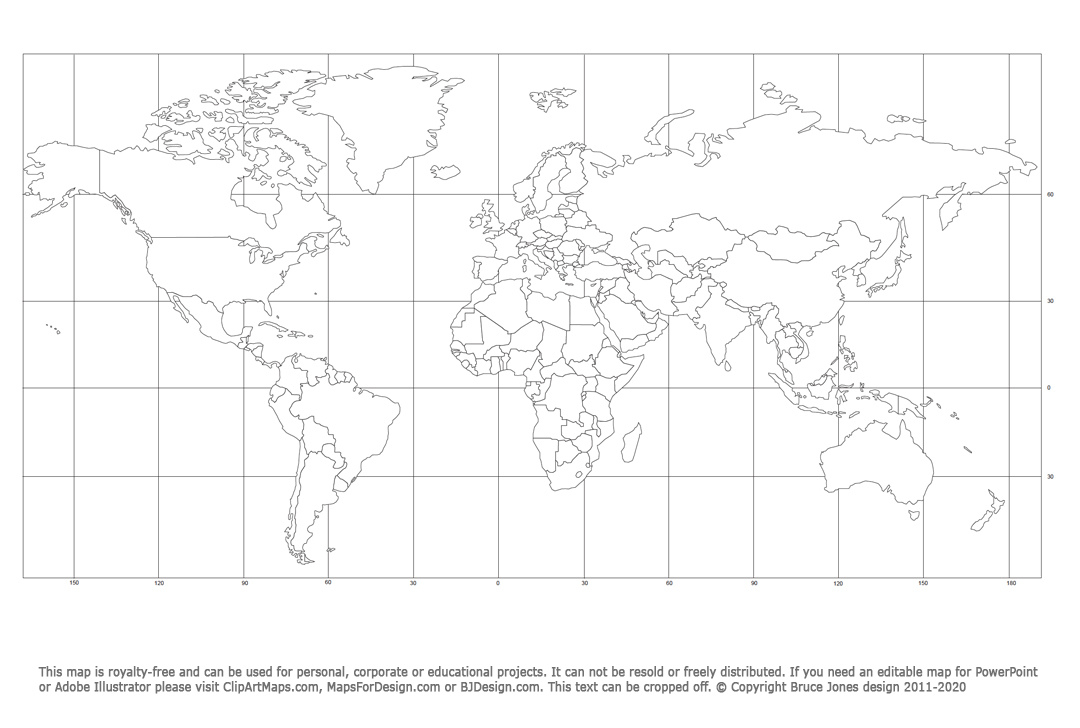 60
30
0
30
150 120 90 60 30 0 30 60 90 120 150 180
This map is royalty-free and can be used for personal, corporate or educational projects. It can not be resold or freely distributed. If you need an editable map for PowerPoint
or Adobe Illustrator please visit ClipArtMaps.com, MapsForDesign.com or BJDesign.com. This text can be cropped off. © Copyright Bruce Jones design 2011-2020